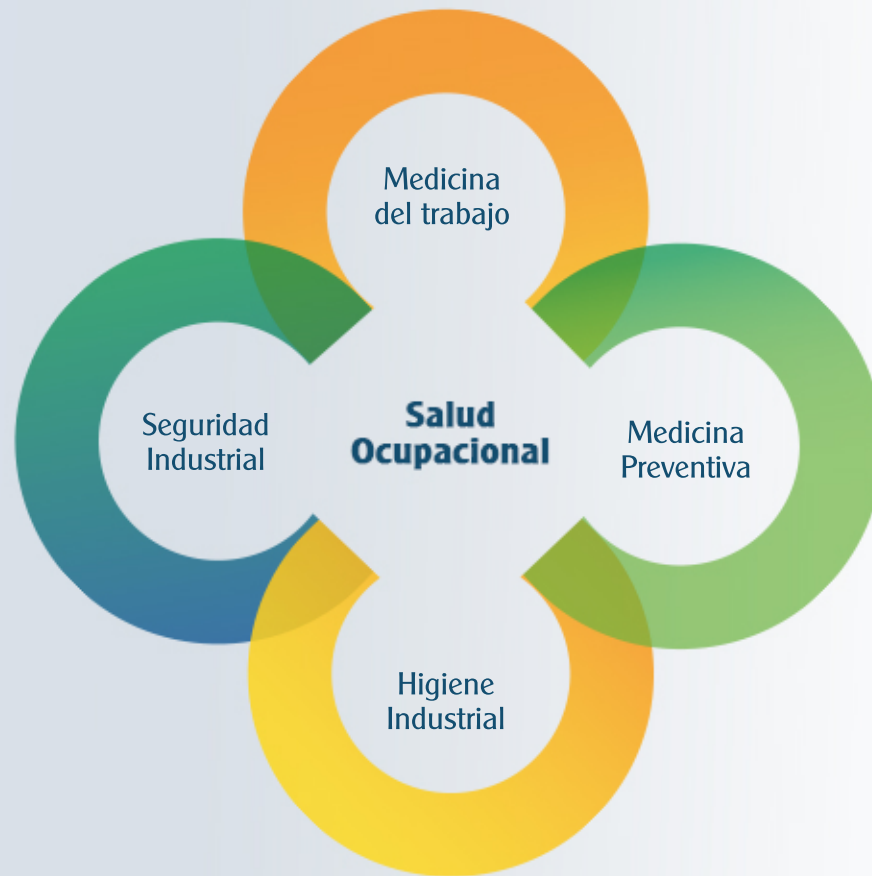 Medicina
del trabajo
Seguridad
Industrial
Salud
Ocupacional
Medicina
Preventiva
Higiene
Industrial